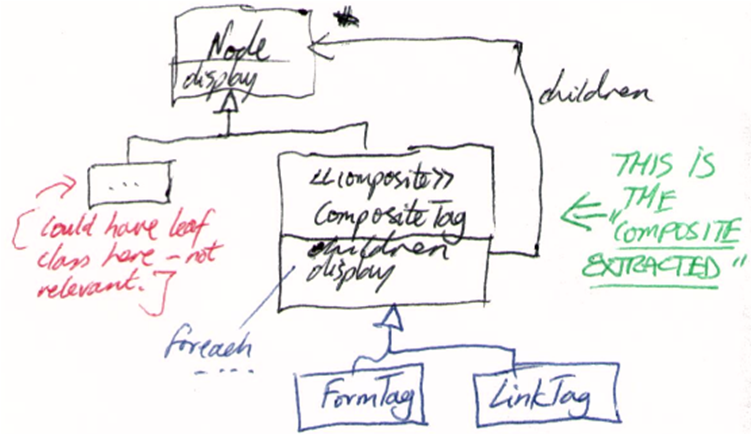 *
Node
display
children
...
<<composite>>
CompositeTag
children
display
THIS IS
THE
"COMPOSITE
EXTRACTED"
[Could have leaf
class here - not
relevant.]
foreach
....
FormTag
LinkTag